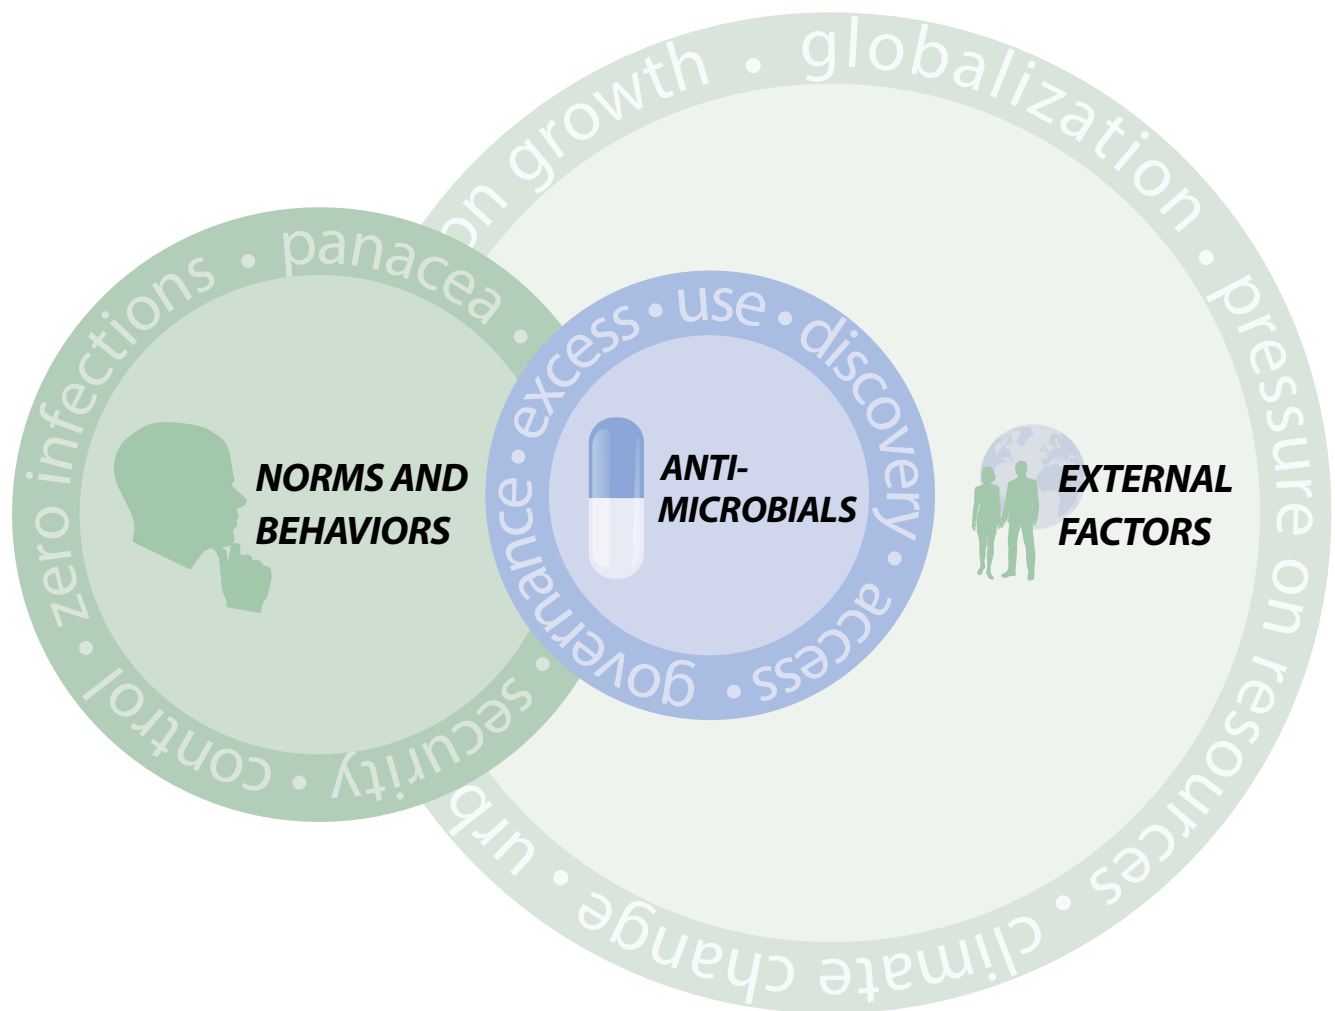 on growth • globalization • pressure on resources • climate change • urb
zero infections • panacea •
security • control •
excess • use • discovery • access • governance •
NORMS AND
BEHAVIORS
ANTI-
MICROBIALS
EXTERNAL
FACTORS